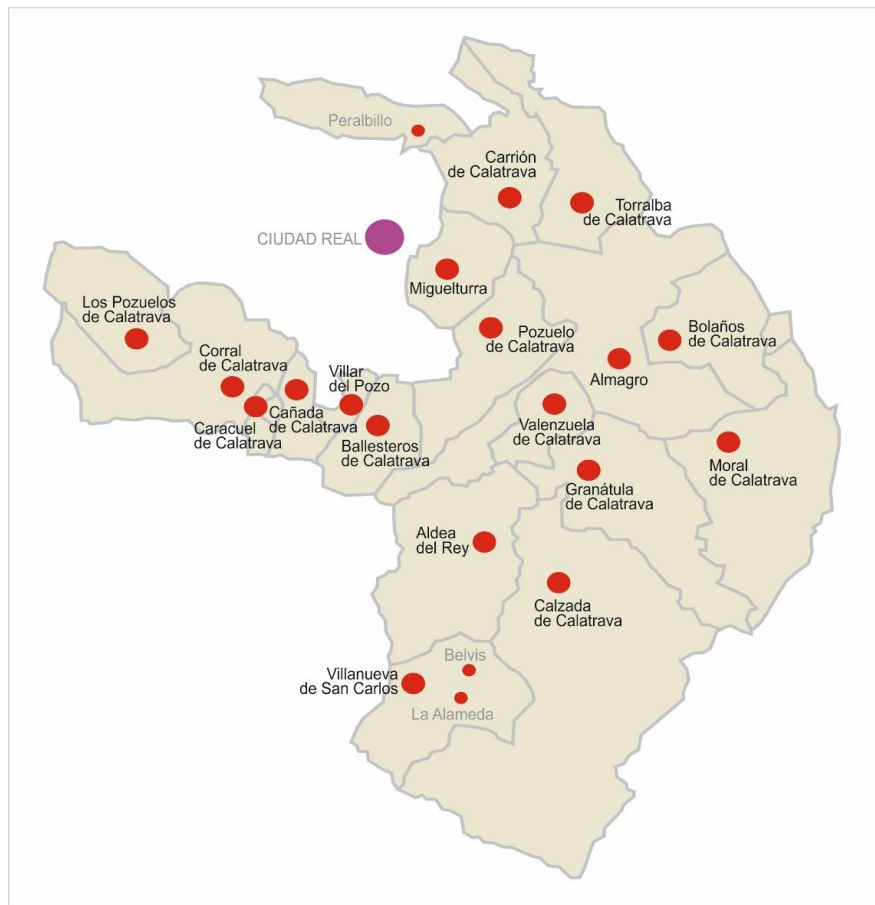 Peralbillo
Carrión
de Calatrava
Torralba
de Calatrava
CIUDAD REAL
Miguelturra
Los Pozuelos
de Calatrava
Pozuelo
de Calatrava
Bolaños
de Calatrava
Corral
de Calatrava
Villar
del Pozo
Almagro
Caracuel
de Calatrava
Cañada
de Calatrava
Ballesteros
de Calatrava
Valenzuela
de Calatrava
Moral
de Calatrava
Granátula
de Calatrava
Aldea
del Rey
Calzada
de Calatrava
Belvis
Villanueva
de San Carlos
La Alameda